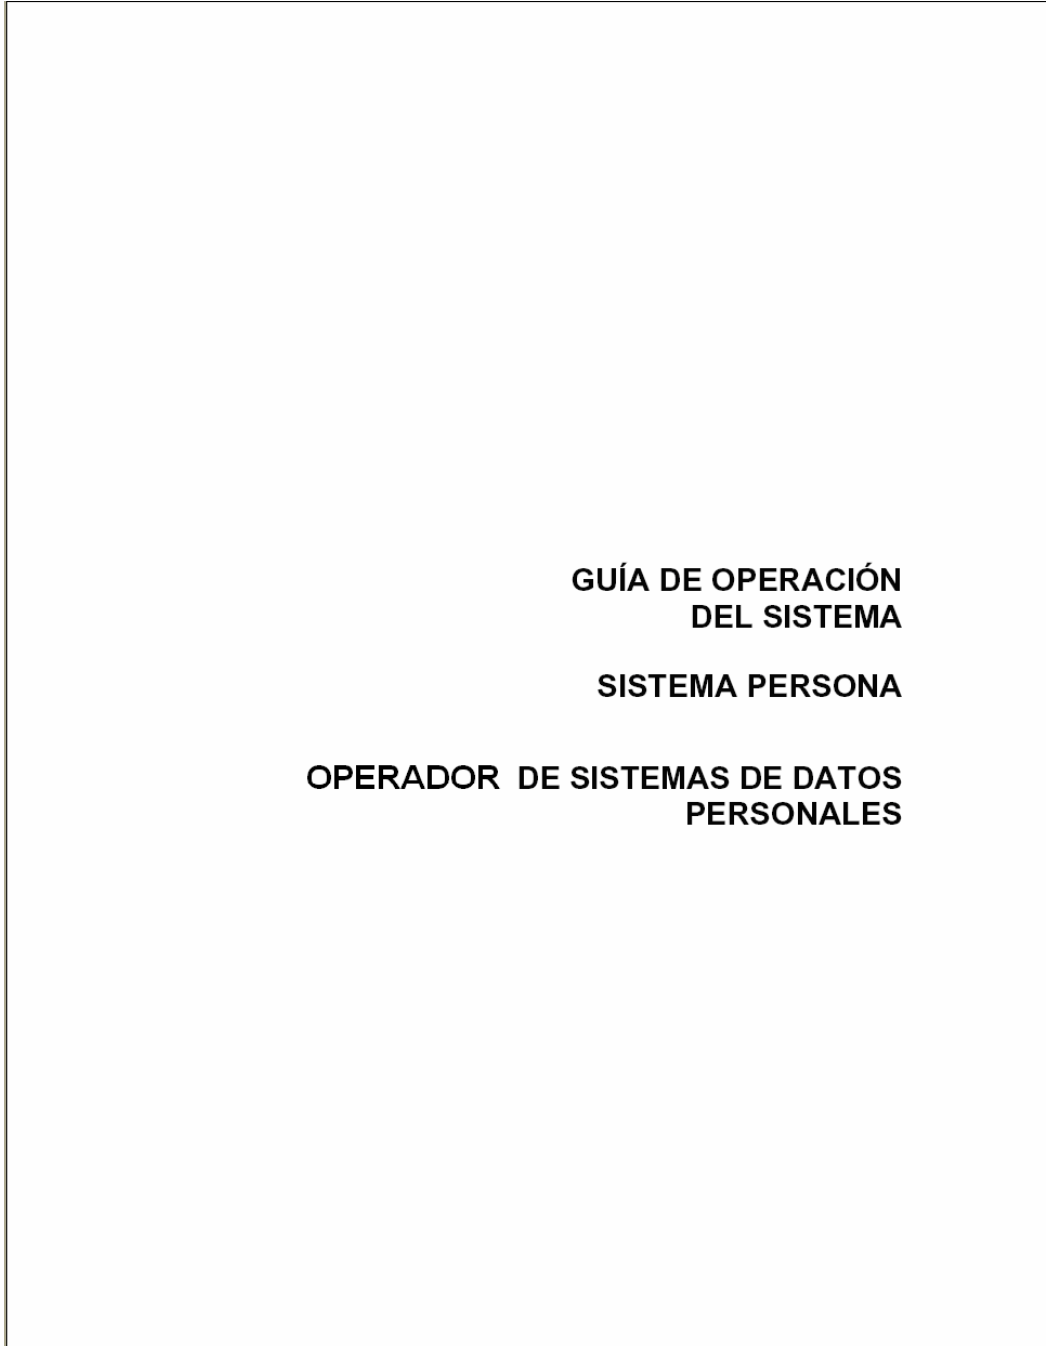 GUÍA DE OPERACIÓN
DEL SISTEMA
SISTEMA PERSONA
OPERADOR DE SISTEMAS DE DATOS
PERSONALES